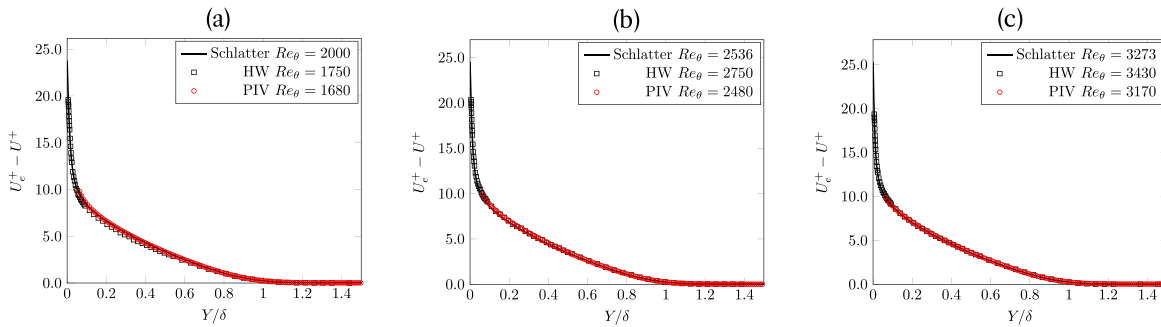 (a)
25.0
20.0
15.0
10.0
5.0
0.0
U_e^+ − U^+
0 0.2 0.4 0.6 0.8 1 1.2 1.4
Y/δ
Schlatter Re_θ = 2000
HW Re_θ = 1750
PIV Re_θ = 1680
(b)
25.0
20.0
15.0
10.0
5.0
0.0
U_e^+ − U^+
0 0.2 0.4 0.6 0.8 1 1.2 1.4
Y/δ
Schlatter Re_θ = 2536
HW Re_θ = 2750
PIV Re_θ = 2480
(c)
25.0
20.0
15.0
10.0
5.0
0.0
U_e^+ − U^+
0 0.2 0.4 0.6 0.8 1 1.2 1.4
Y/δ
Schlatter Re_θ = 3273
HW Re_θ = 3430
PIV Re_θ = 3170